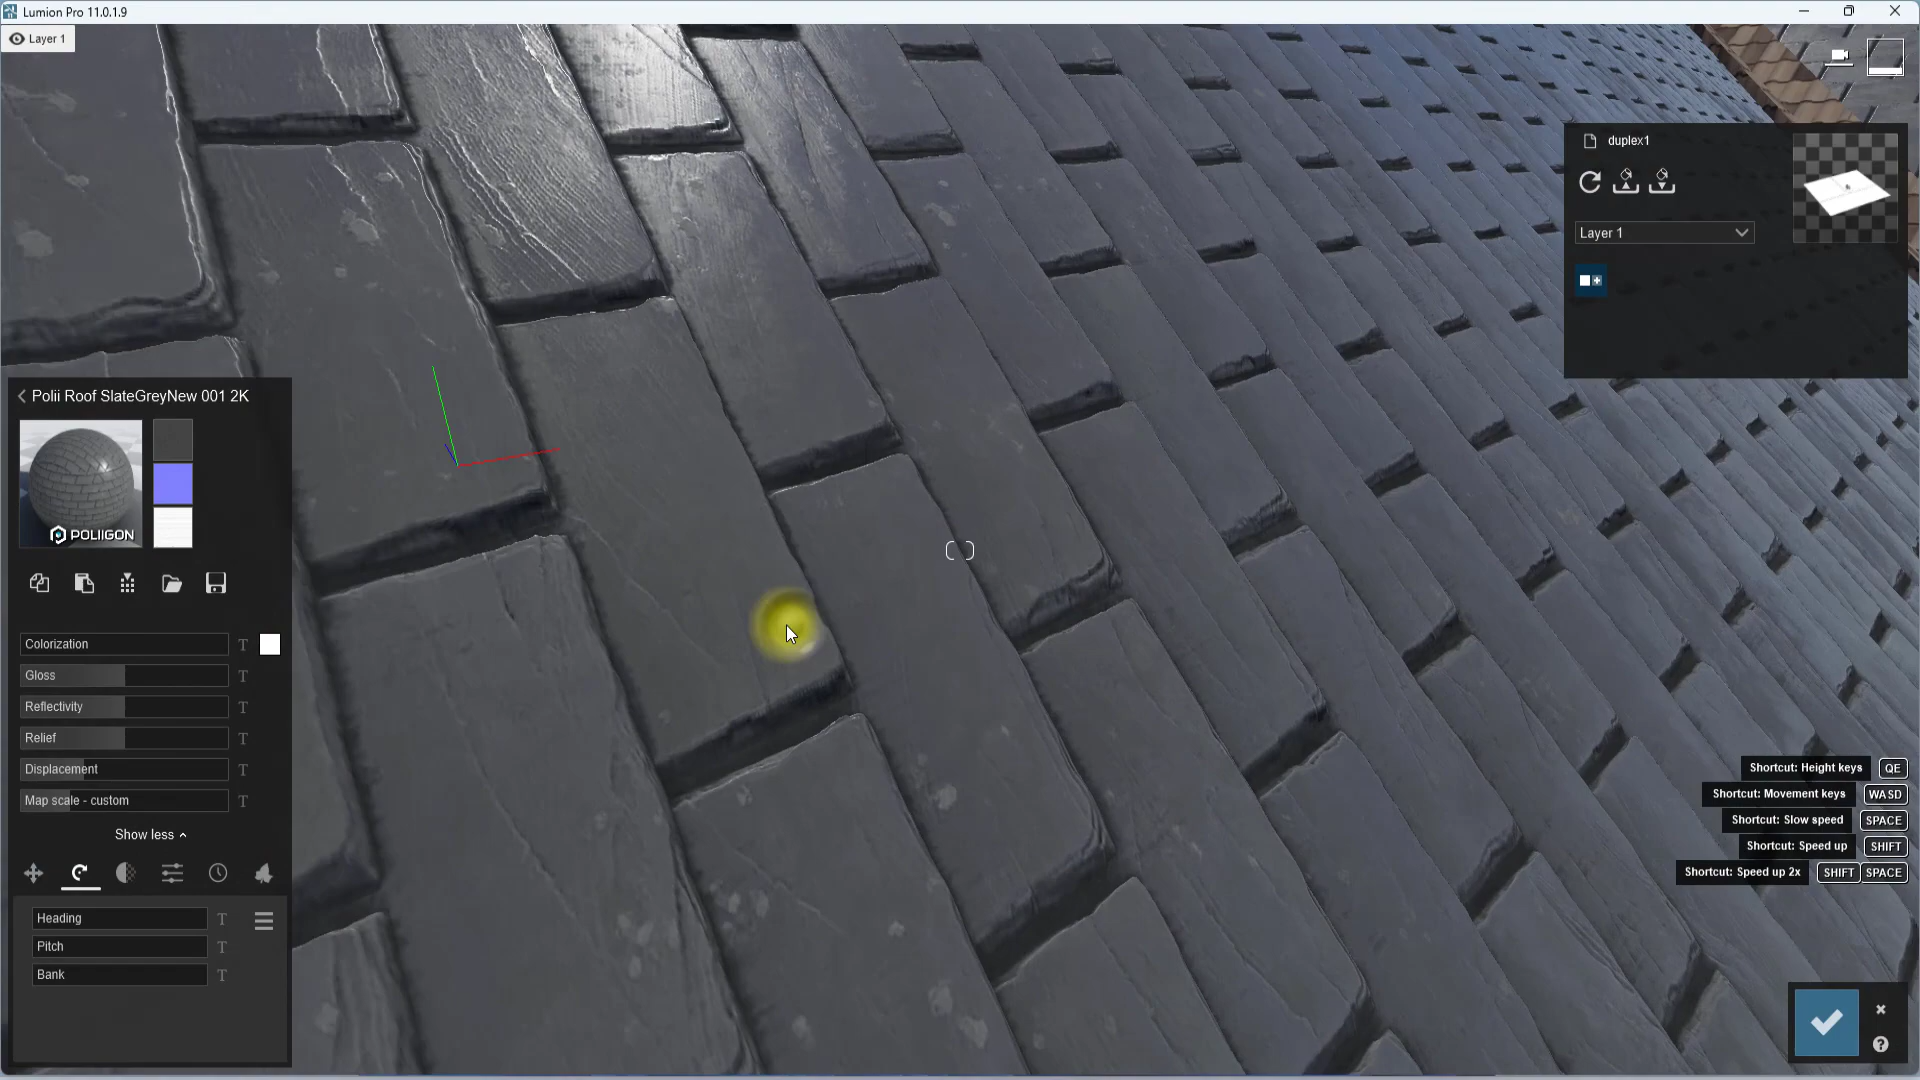 Lumion Pro 11.0.1.9
Layer 1
duplex1
Layer 1
Polii Roof SlateGreyNew 001 2K
POLIIGON
Colorization T
Gloss T
Reflectivity T
Relief T
Displacement T
Map scale - custom T
Show less
Heading T
Pitch T
Bank T
Shortcut: Height keys QE
Shortcut: Movement keys WASD
Shortcut: Slow speed SPACE
Shortcut: Speed up SHIFT
Shortcut: Speed up 2x SHIFT SPACE